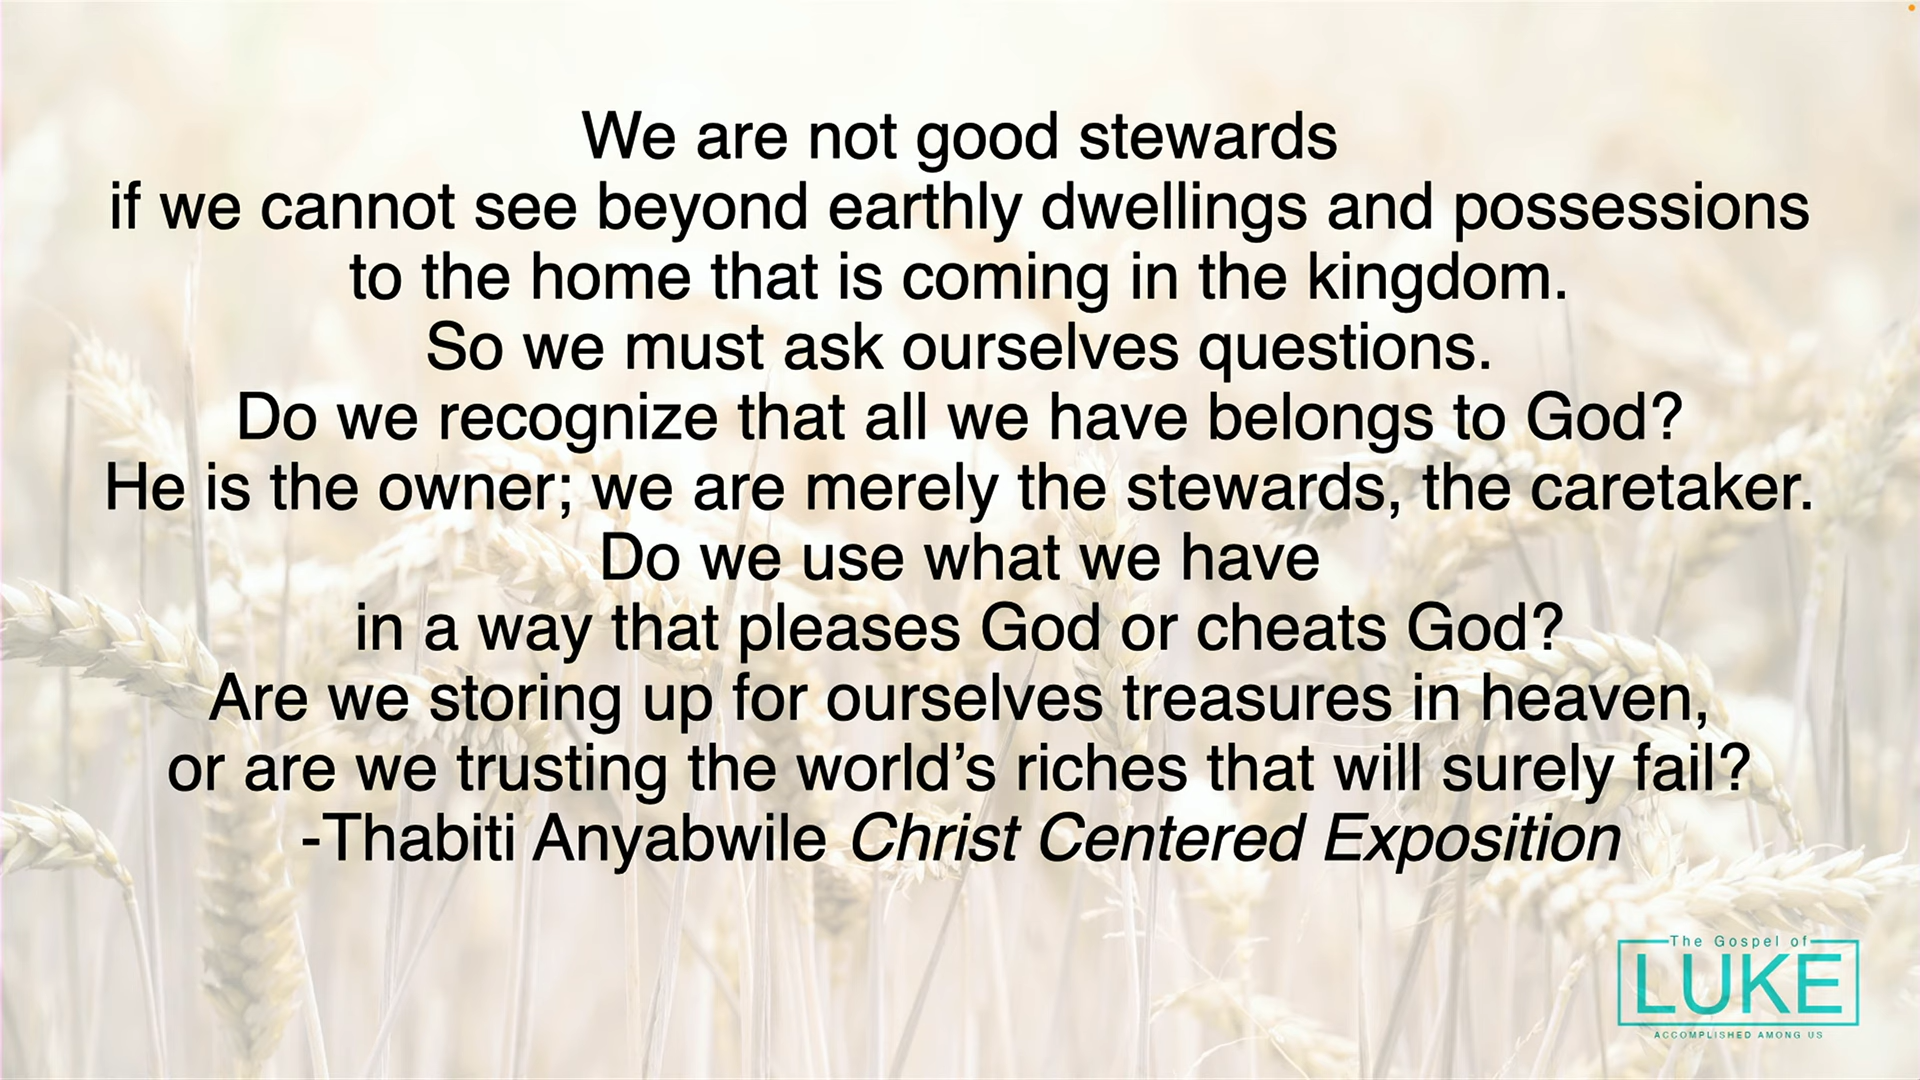 We are not good stewards
if we cannot see beyond earthly dwellings and possessions
to the home that is coming in the kingdom.
So we must ask ourselves questions.
Do we recognize that all we have belongs to God?
He is the owner; we are merely the stewards, the caretaker.
Do we use what we have
in a way that pleases God or cheats God?
Are we storing up for ourselves treasures in heaven,
or are we trusting the world’s riches that will surely fail?
-Thabiti Anyabwile Christ Centered Exposition
The Gospel of
LUKE
ACCOMPLISHED AMONG US